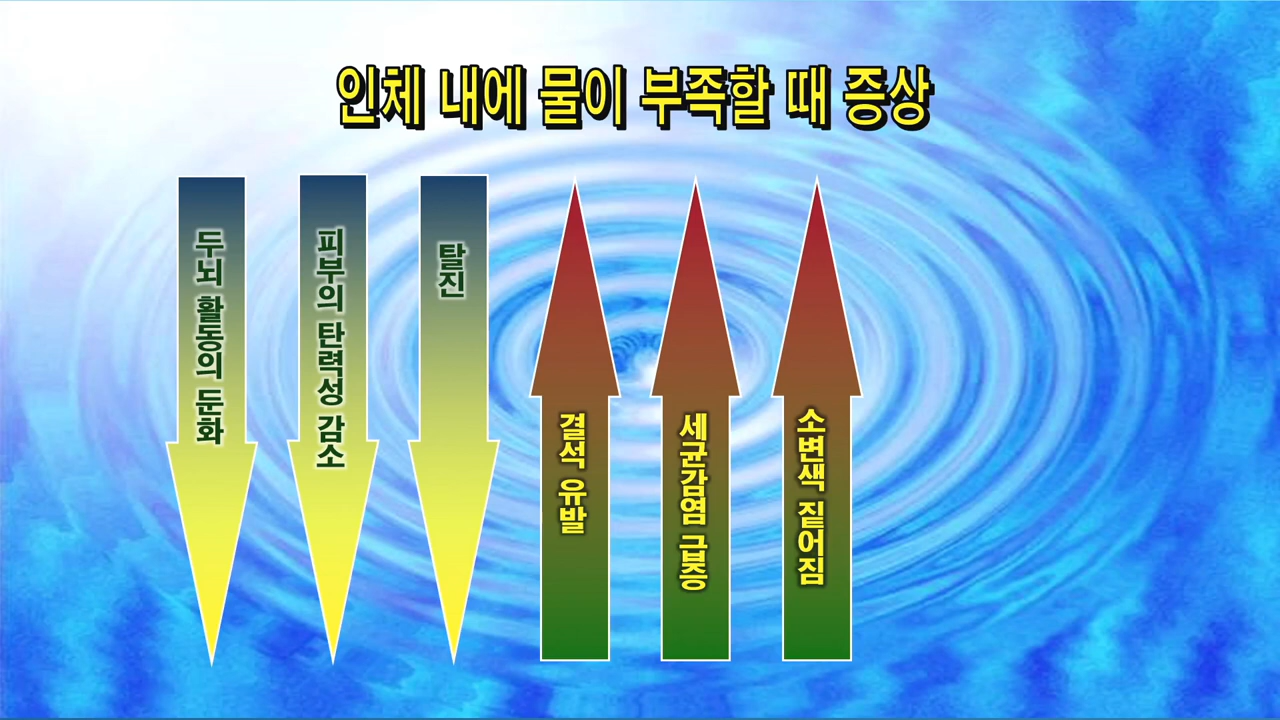 인체 내에 물이 부족할 때 증상
두뇌 활동의 둔화
피부의 탄력성 감소
탈진
결석 유발
세균감염 급증
소변색 짙어짐